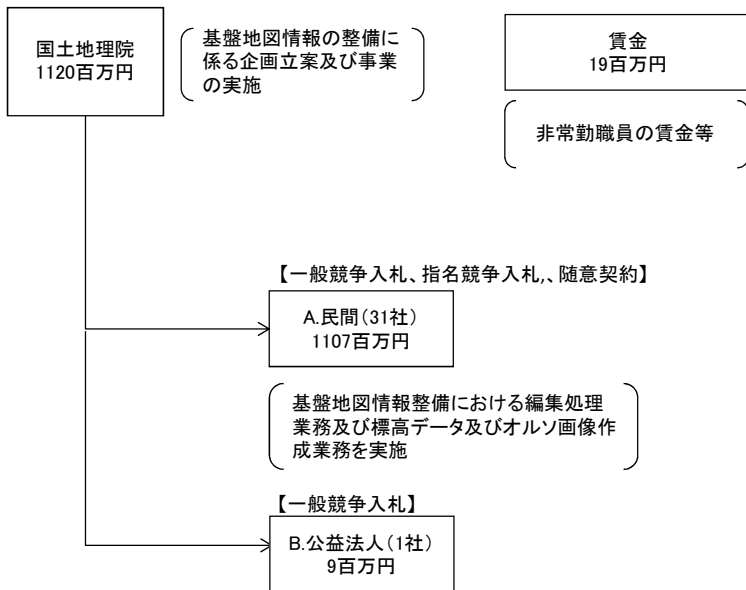 国土地理院
1120百万円
基盤地図情報の整備に
係る企画立案及び事業
の実施
賃金
19百万円
非常勤職員の賃金等
【一般競争入札、指名競争入札,、随意契約】
A.民間(31社)
1107百万円
基盤地図情報整備における編集処理
業務及び標高データ及びオルソ画像作
成業務を実施
【一般競争入札】
B.公益法人(1社)
9百万円